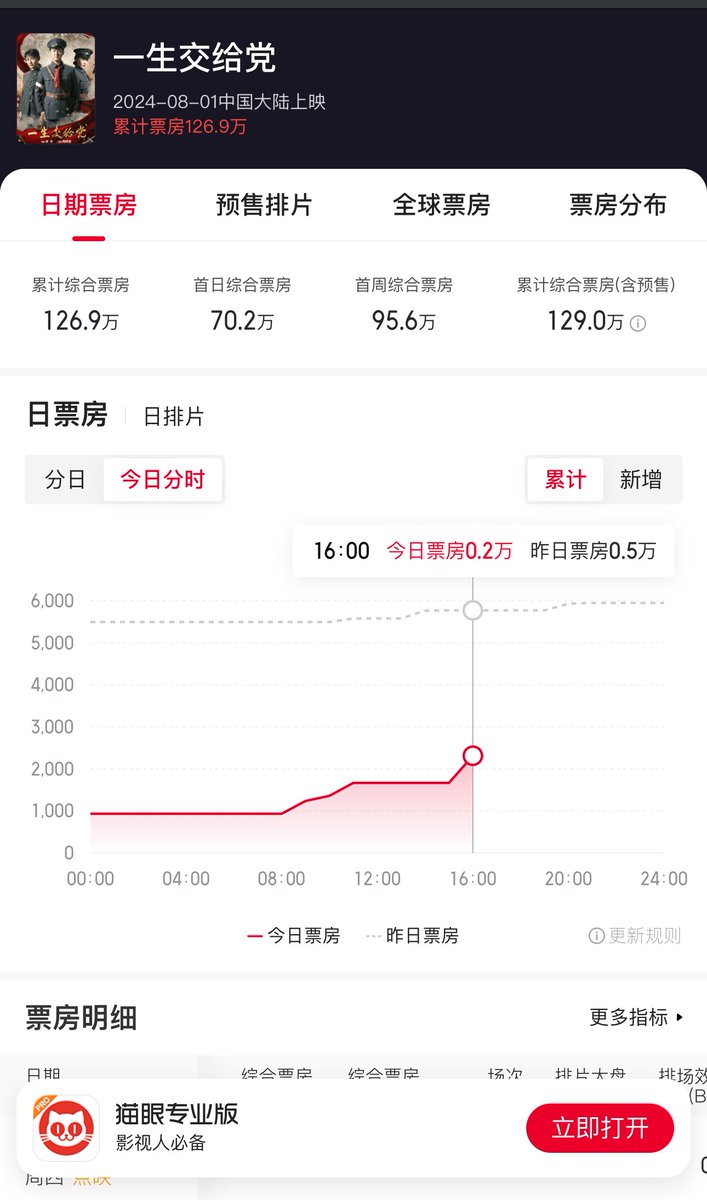 一生交给党
2024-08-01中国大陆上映
累计票房126.9万
一生交给党
日期票房 预售排片 全球票房 票房分布
累计综合票房 首日综合票房 首周综合票房 累计综合票房(含预售)
126.9万 70.2万 95.6万 129.0万
日票房 日排片
分日 今日分时 累计 新增
16:00 今日票房0.2万 昨日票房0.5万
6,000
5,000
4,000
3,000
2,000
1,000
0
00:00 04:00 08:00 12:00 16:00 20:00 24:00
今日票房 昨日票房 更新规则
票房明细 更多指标
日期 综合票房 综合票房 场次 排片大盘 排场效
PRO
猫眼专业版
影视人必备
立即打开
周四 点映